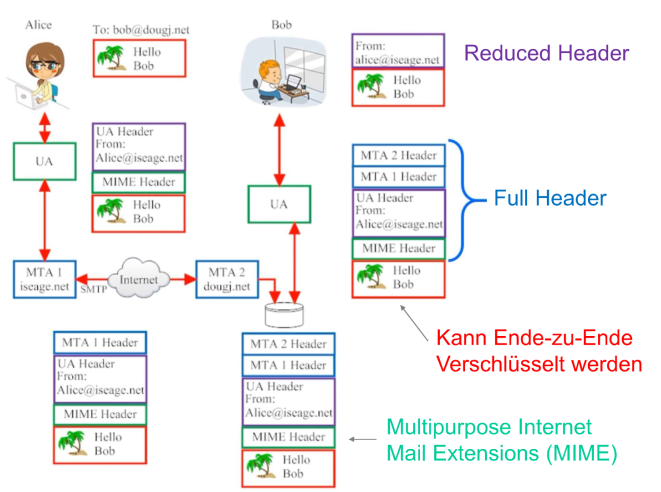 Alice
To: bob@dougj.net
Hello
Bob
Bob
From:
alice@iseage.net
Hello
Bob
Reduced Header
UA
UA Header
From:
Alice@iseage.net
MIME Header
Hello
Bob
UA
MTA 2 Header
MTA 1 Header
UA Header
From:
Alice@iseage.net
MIME Header
Hello
Bob
Full Header
MTA 1
iseage.net
SMTP
Internet
MTA 2
dougj.net
Kann Ende-zu-Ende
Verschlüsselt werden
MTA 1 Header
UA Header
From:
Alice@iseage.net
MIME Header
Hello
Bob
MTA 2 Header
MTA 1 Header
UA Header
From:
Alice@iseage.net
MIME Header
Hello
Bob
Multipurpose Internet
Mail Extensions (MIME)